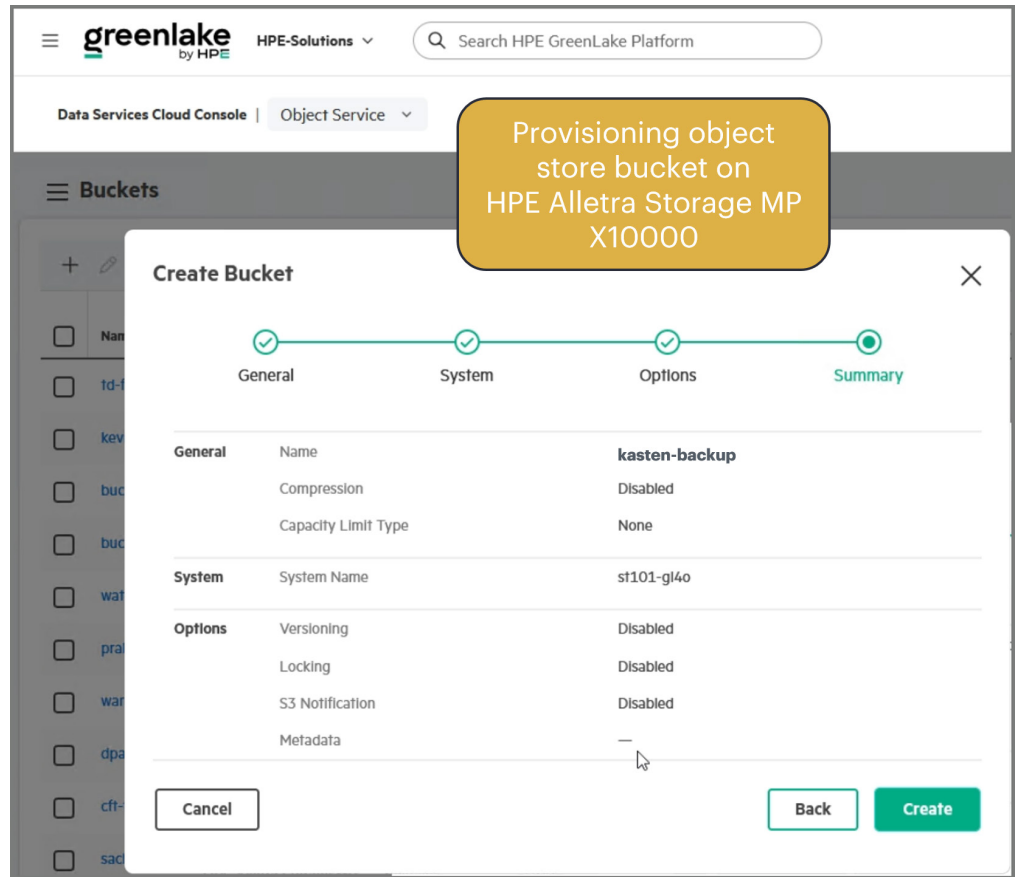 greenlake
by HPE
HPE-Solutions
Search HPE GreenLake Platform
Data Services Cloud Console | Object Service
Provisioning object
store bucket on
HPE Alletra Storage MP
X10000
Buckets
Create Bucket
General System Options Summary
General Name kasten-backup
Compression Disabled
Capacity Limit Type None
System System Name st101-gl4o
Options Versioning Disabled
Locking Disabled
S3 Notification Disabled
Metadata —
Cancel Back Create